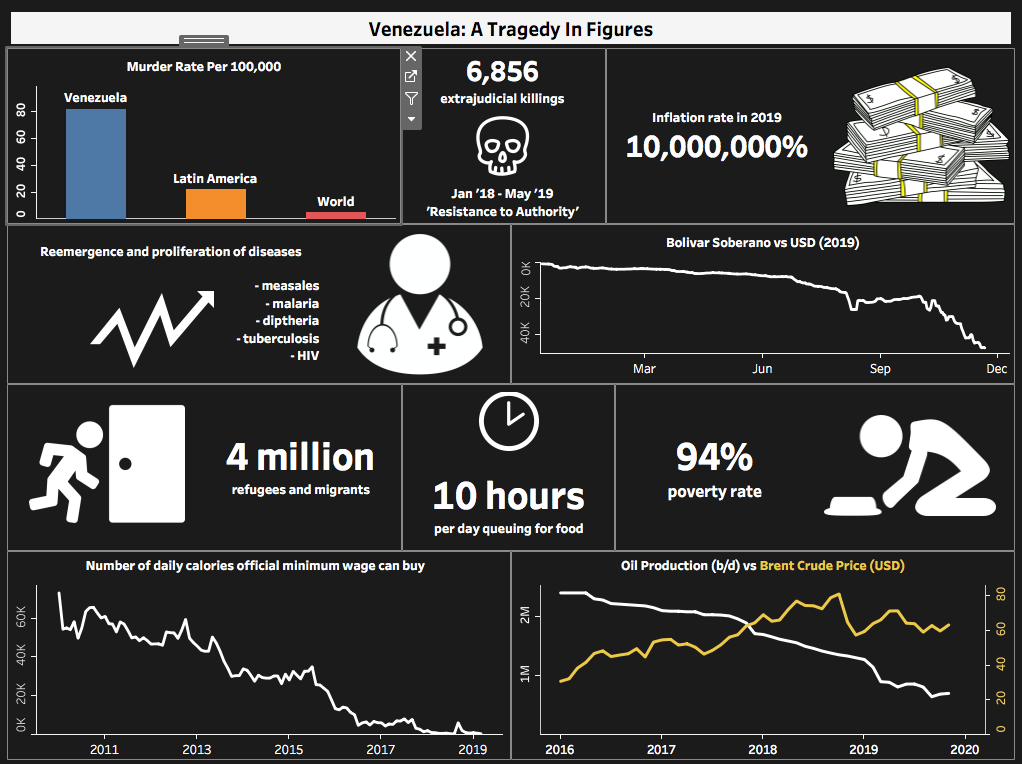 Venezuela: A Tragedy In Figures
Murder Rate Per 100,000
80
60
40
20
0
Venezuela
Latin America
World
6,856
extrajudicial killings
Jan '18 - May '19
'Resistance to Authority'
Inflation rate in 2019
10,000,000%
$
$
$
$
$
$
Reemergence and proliferation of diseases
- measales
- malaria
- diptheria
- tuberculosis
- HIV
Bolivar Soberano vs USD (2019)
0K
20K
40K
Mar Jun Sep Dec
4 million
refugees and migrants
10 hours
per day queuing for food
94%
poverty rate
Number of daily calories official minimum wage can buy
60K
40K
20K
0K
2011 2013 2015 2017 2019
Oil Production (b/d) vs Brent Crude Price (USD)
2M
1M
80
60
40
20
0
2016 2017 2018 2019 2020